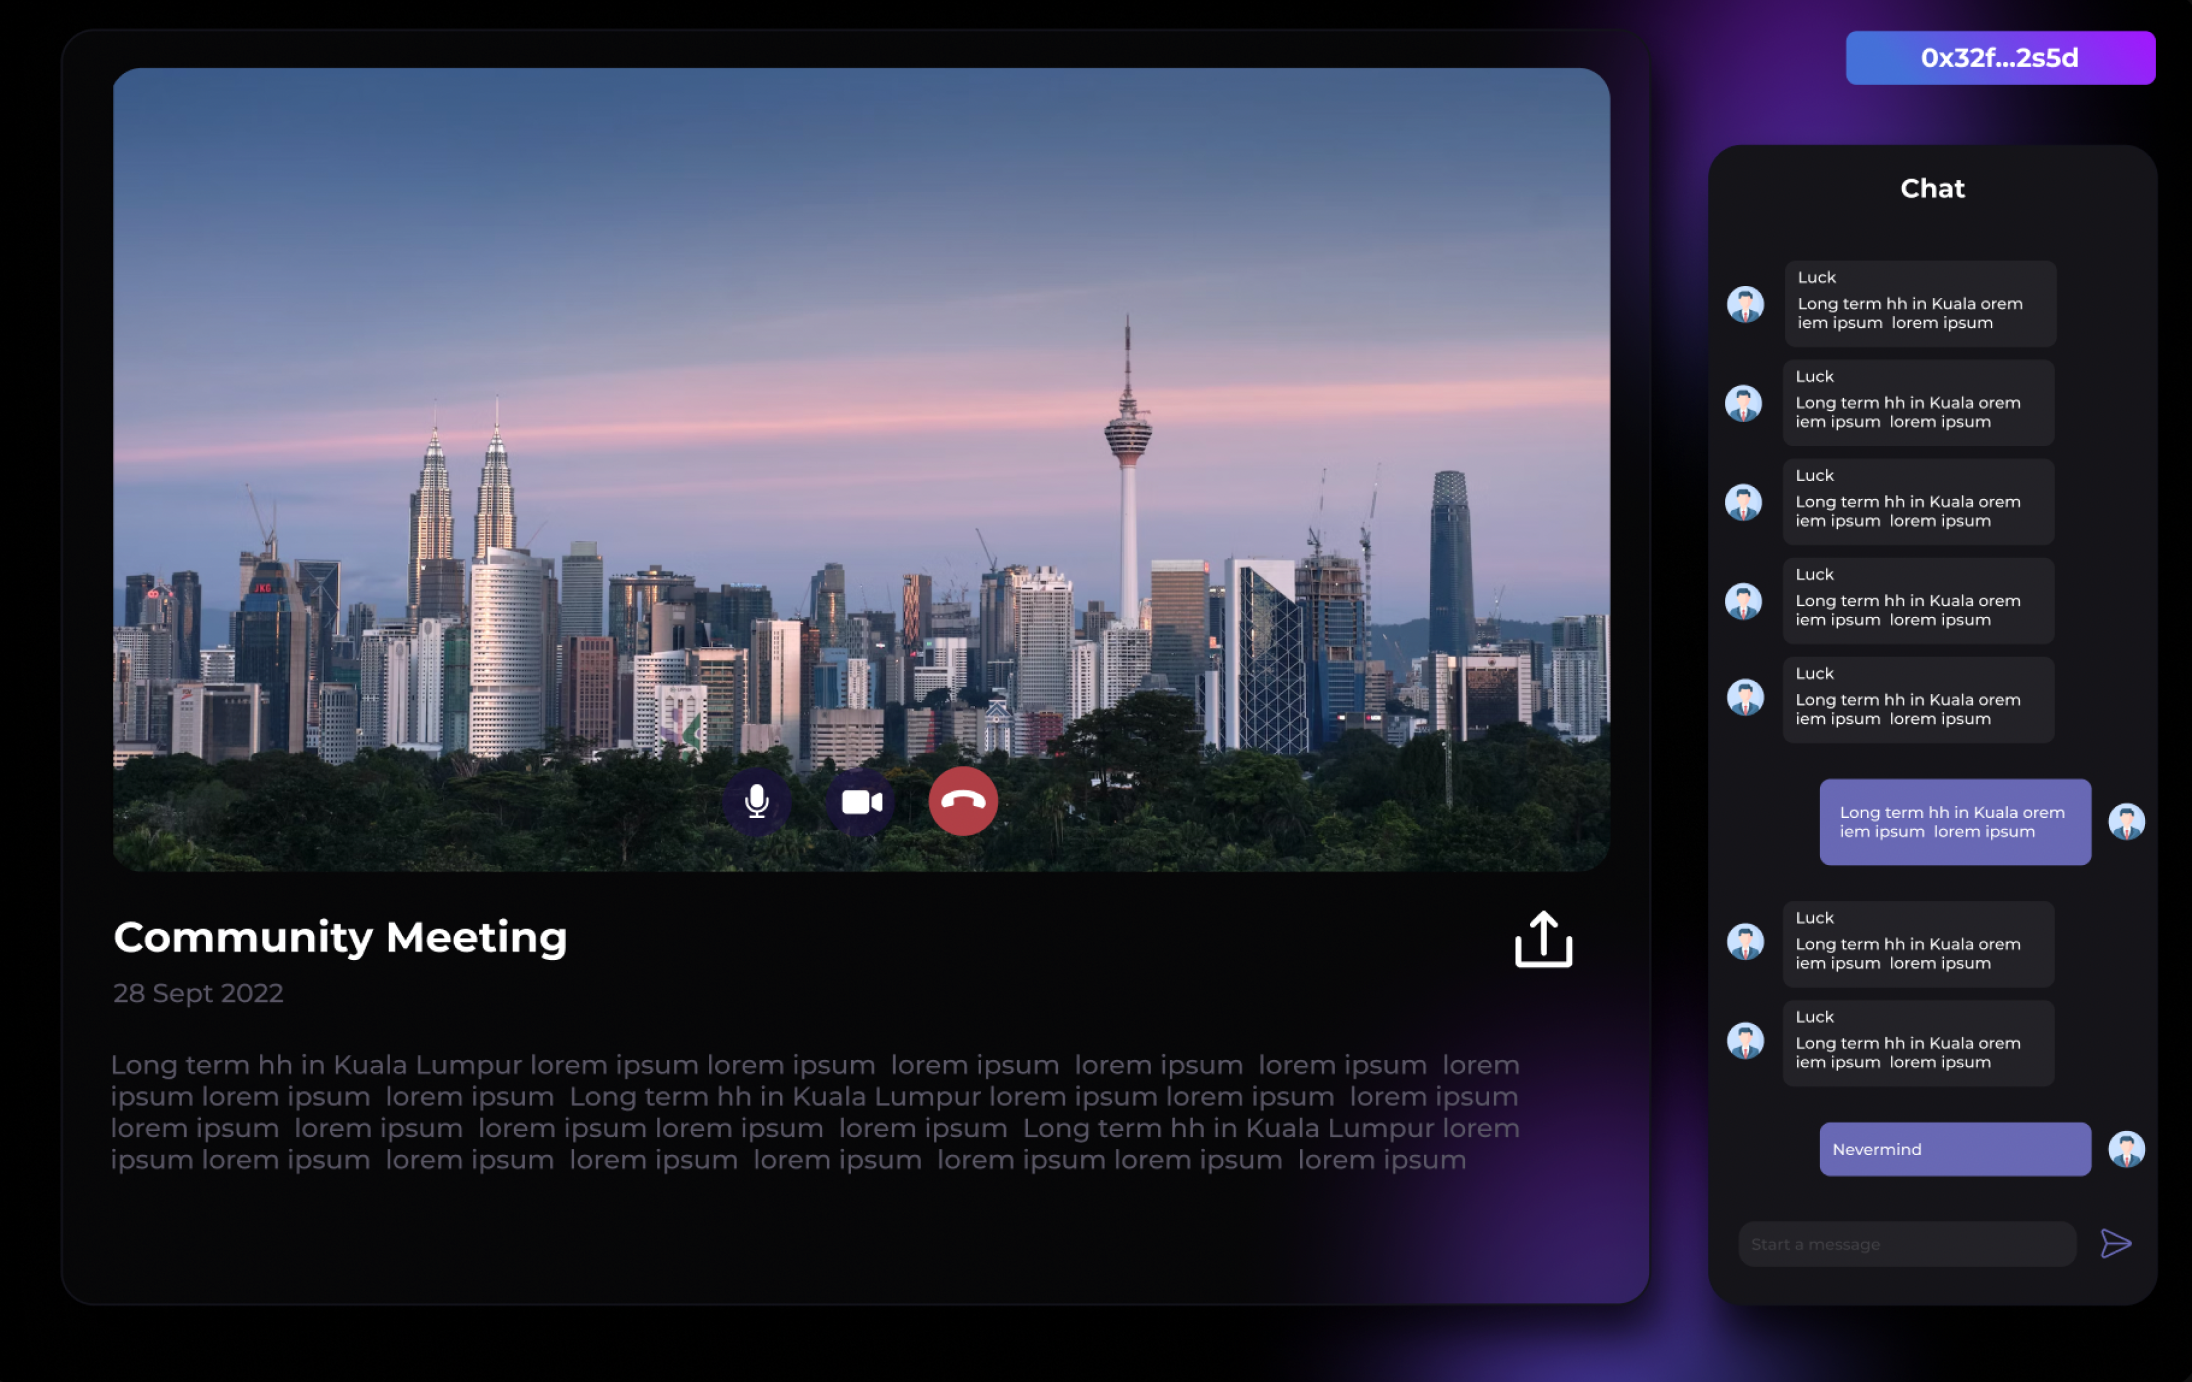 0x32f...2s5d
JKG
Community Meeting
28 Sept 2022
Long term hh in Kuala Lumpur lorem ipsum lorem ipsum  lorem ipsum  lorem ipsum  lorem ipsum  lorem
ipsum lorem ipsum  lorem ipsum  Long term hh in Kuala Lumpur lorem ipsum lorem ipsum  lorem ipsum
lorem ipsum  lorem ipsum  lorem ipsum lorem ipsum  lorem ipsum  Long term hh in Kuala Lumpur lorem
ipsum lorem ipsum  lorem ipsum  lorem ipsum  lorem ipsum  lorem ipsum lorem ipsum  lorem ipsum
Chat
Luck
Long term hh in Kuala orem
iem ipsum  lorem ipsum
Luck
Long term hh in Kuala orem
iem ipsum  lorem ipsum
Luck
Long term hh in Kuala orem
iem ipsum  lorem ipsum
Luck
Long term hh in Kuala orem
iem ipsum  lorem ipsum
Luck
Long term hh in Kuala orem
iem ipsum  lorem ipsum
Long term hh in Kuala orem
iem ipsum  lorem ipsum
Luck
Long term hh in Kuala orem
iem ipsum  lorem ipsum
Luck
Long term hh in Kuala orem
iem ipsum  lorem ipsum
Nevermind
Start a message